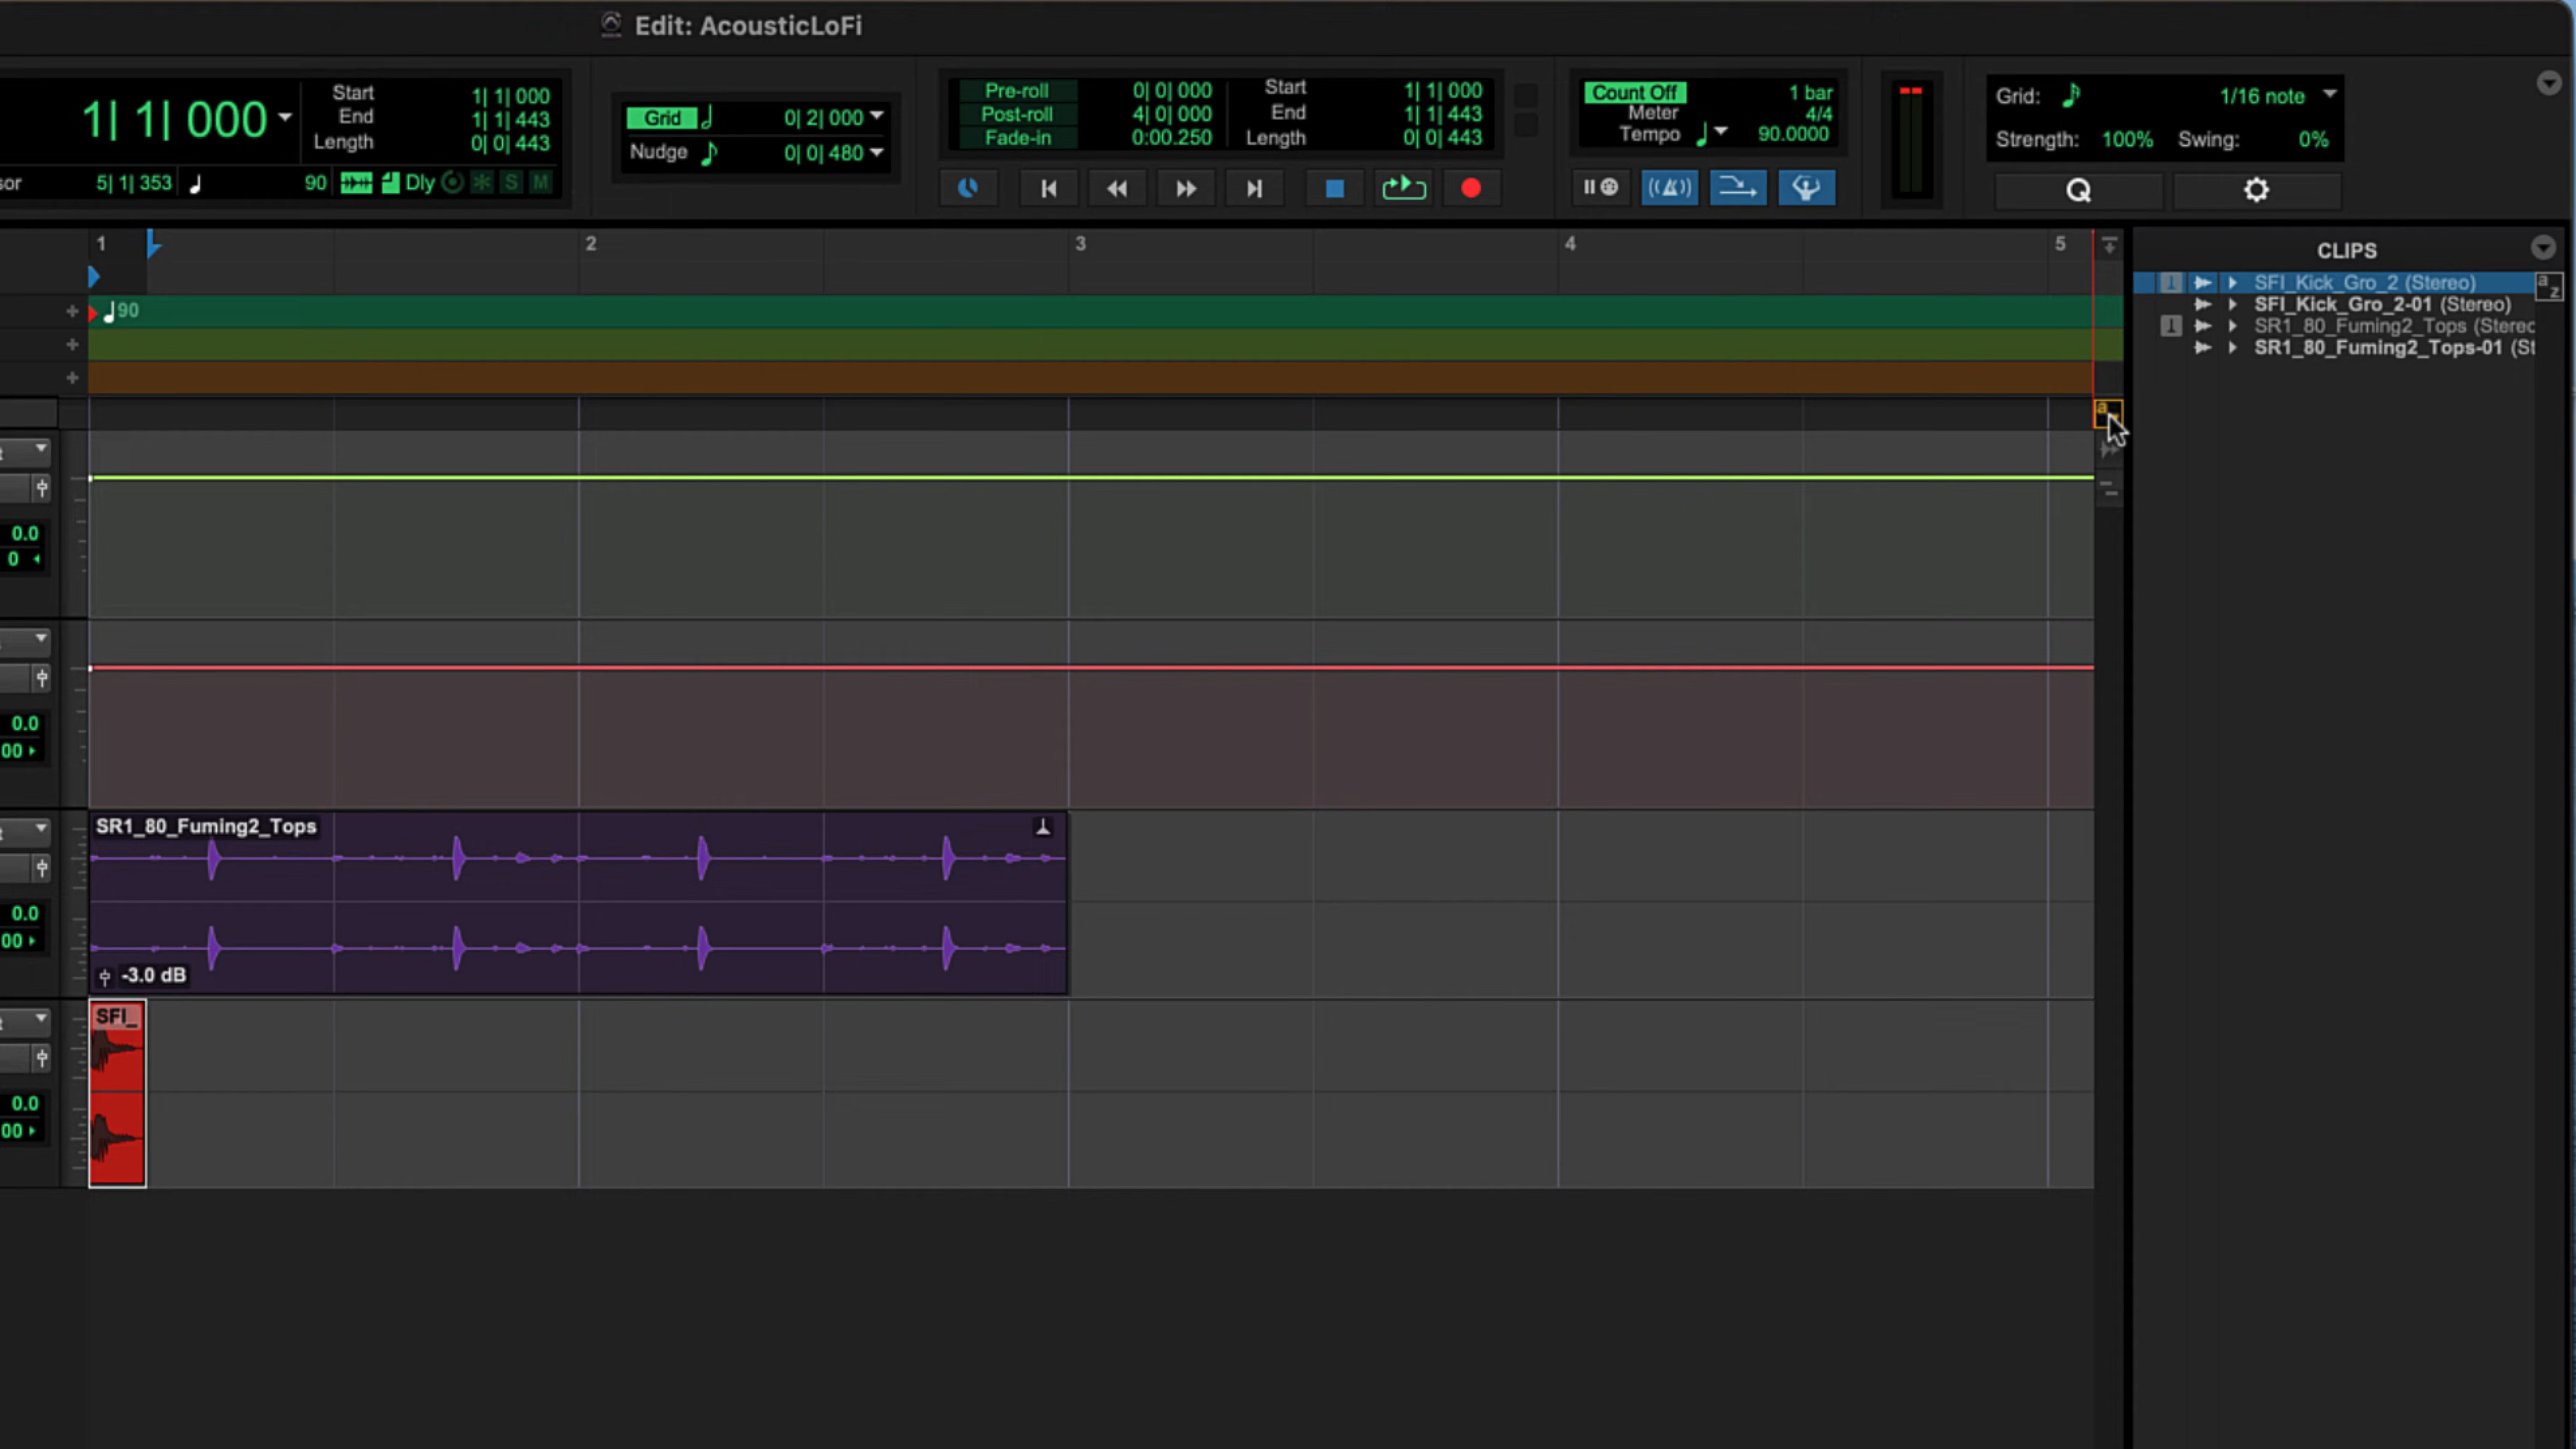 Edit: AcousticLoFi
1| 1| 000
Start 1| 1| 000
End 1| 1| 443
Length 0| 0| 443
sor 5| 1| 353 90 Dly S M
Grid 0| 2| 000
Nudge 0| 0| 480
Pre-roll 0| 0| 000
Post-roll 4| 0| 000
Fade-in 0:00.250
Start 1| 1| 000
End 1| 1| 443
Length 0| 0| 443
Count Off 1 bar
Meter 4/4
Tempo 90.0000
Grid: 1/16 note
Strength: 100% Swing: 0%
Q
1 2 3 4 5
90
CLIPS
a z
SFI_Kick_Gro_2 (Stereo)
SFI_Kick_Gro_2-01 (Stereo)
SR1_80_Fuming2_Tops (Stereo
SR1_80_Fuming2_Tops-01 (St
a
t
0.0
0
0.0
00
SR1_80_Fuming2_Tops
t
0.0
00
-3.0 dB
SFI_
t
0.0
00